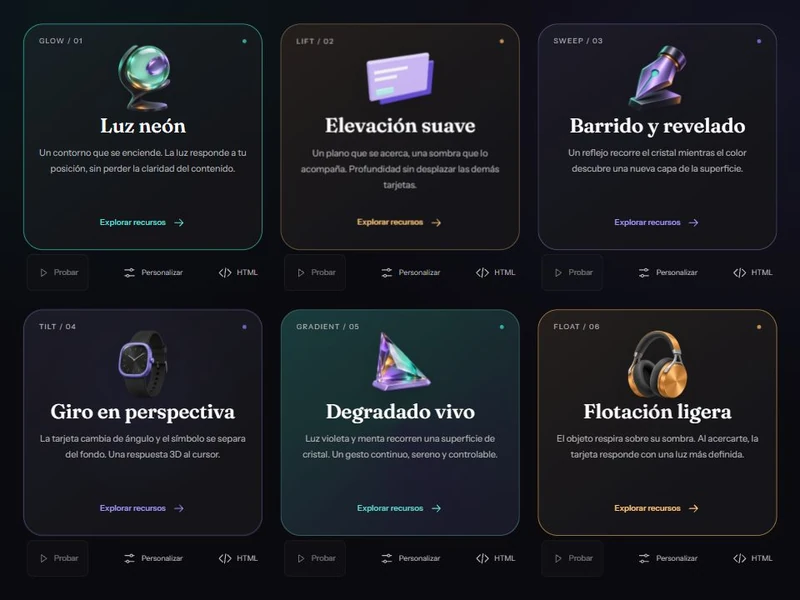 GLOW / 01
Luz neón
Un contorno que se enciende. La luz responde a tu
posición, sin perder la claridad del contenido.
Explorar recursos
Probar
Personalizar
HTML
LIFT / 02
Elevación suave
Un plano que se acerca, una sombra que lo
acompaña. Profundidad sin desplazar las demás
tarjetas.
Explorar recursos
Probar
Personalizar
HTML
SWEEP / 03
Barrido y revelado
Un reflejo recorre el cristal mientras el color
descubre una nueva capa de la superficie.
Explorar recursos
Probar
Personalizar
HTML
TILT / 04
Giro en perspectiva
La tarjeta cambia de ángulo y el símbolo se separa
del fondo. Una respuesta 3D al cursor.
Explorar recursos
Probar
Personalizar
HTML
GRADIENT / 05
Degradado vivo
Luz violeta y menta recorren una superficie de
cristal. Un gesto continuo, sereno y controlable.
Explorar recursos
Probar
Personalizar
HTML
FLOAT / 06
Flotación ligera
El objeto respira sobre su sombra. Al acercarte, la
tarjeta responde con una luz más definida.
Explorar recursos
Probar
Personalizar
HTML